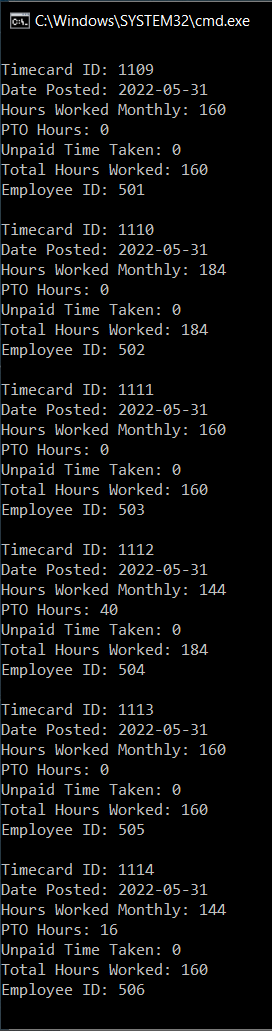 C:\Windows\SYSTEM32\cmd.exe
Timecard ID: 1109
Date Posted: 2022-05-31
Hours Worked Monthly: 160
PTO Hours: 0
Unpaid Time Taken: 0
Total Hours Worked: 160
Employee ID: 501
Timecard ID: 1110
Date Posted: 2022-05-31
Hours Worked Monthly: 184
PTO Hours: 0
Unpaid Time Taken: 0
Total Hours Worked: 184
Employee ID: 502
Timecard ID: 1111
Date Posted: 2022-05-31
Hours Worked Monthly: 160
PTO Hours: 0
Unpaid Time Taken: 0
Total Hours Worked: 160
Employee ID: 503
Timecard ID: 1112
Date Posted: 2022-05-31
Hours Worked Monthly: 144
PTO Hours: 40
Unpaid Time Taken: 0
Total Hours Worked: 184
Employee ID: 504
Timecard ID: 1113
Date Posted: 2022-05-31
Hours Worked Monthly: 160
PTO Hours: 0
Unpaid Time Taken: 0
Total Hours Worked: 160
Employee ID: 505
Timecard ID: 1114
Date Posted: 2022-05-31
Hours Worked Monthly: 144
PTO Hours: 16
Unpaid Time Taken: 0
Total Hours Worked: 160
Employee ID: 506